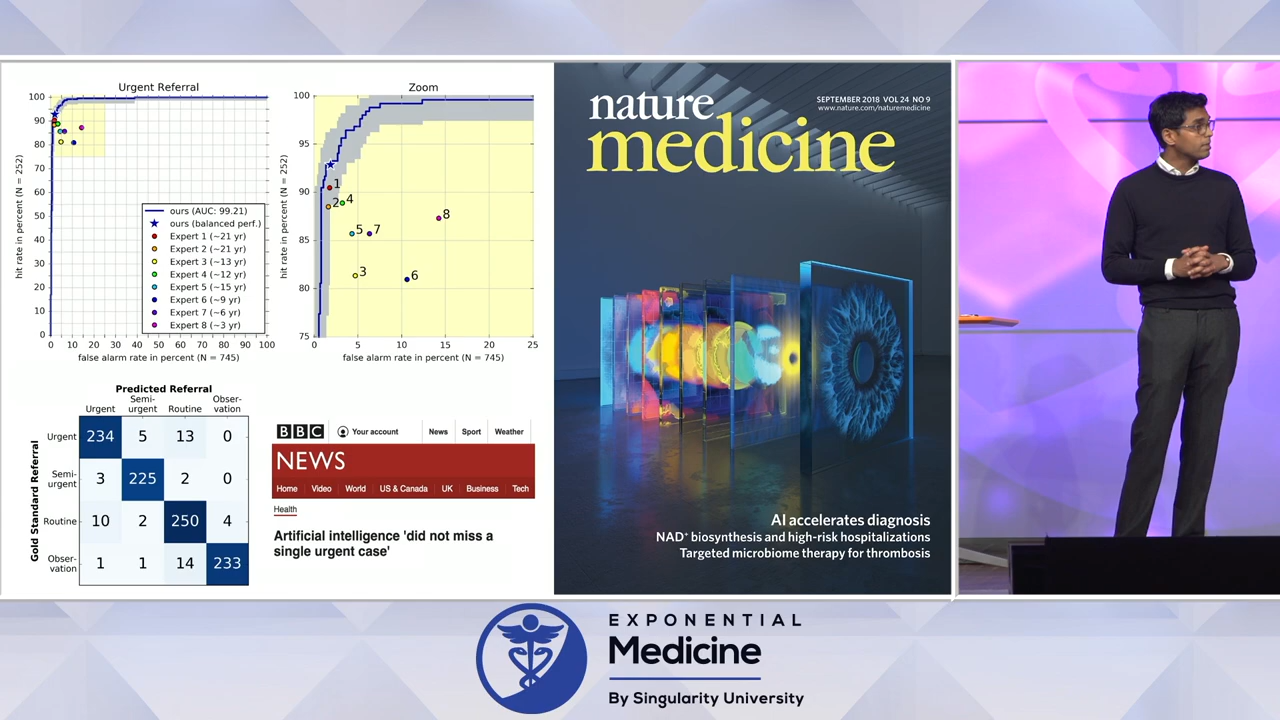 Urgent Referral
100
90
80
70
60
50
40
30
20
10
0
0 10 20 30 40 50 60 70 80 90 100
hit rate in percent (N = 252)
false alarm rate in percent (N = 745)
ours (AUC: 99.21)
ours (balanced perf.)
Expert 1 (~21 yr)
Expert 2 (~21 yr)
Expert 3 (~13 yr)
Expert 4 (~12 yr)
Expert 5 (~15 yr)
Expert 6 (~9 yr)
Expert 7 (~6 yr)
Expert 8 (~3 yr)
Zoom
100
95
90
85
80
75
0 5 10 15 20 25
hit rate in percent (N = 252)
false alarm rate in percent (N = 745)
1
2 4
8
5 7
3
6
Predicted Referral
Urgent Semi-urgent Routine Obser-vation
Gold Standard Referral
Urgent 234 5 13 0
Semi-urgent 3 225 2 0
Routine 10 2 250 4
Obser-vation 1 1 14 233
BBC Your account News Sport Weather
NEWS
Home Video World US & Canada UK Business Tech
Health
Artificial intelligence 'did not miss a
single urgent case'
nature
medicine
SEPTEMBER 2018 VOL 24 NO 9
www.nature.com/naturemedicine
AI accelerates diagnosis
NAD⁺ biosynthesis and high-risk hospitalizations
Targeted microbiome therapy for thrombosis
EXPONENTIAL
Medicine
By Singularity University